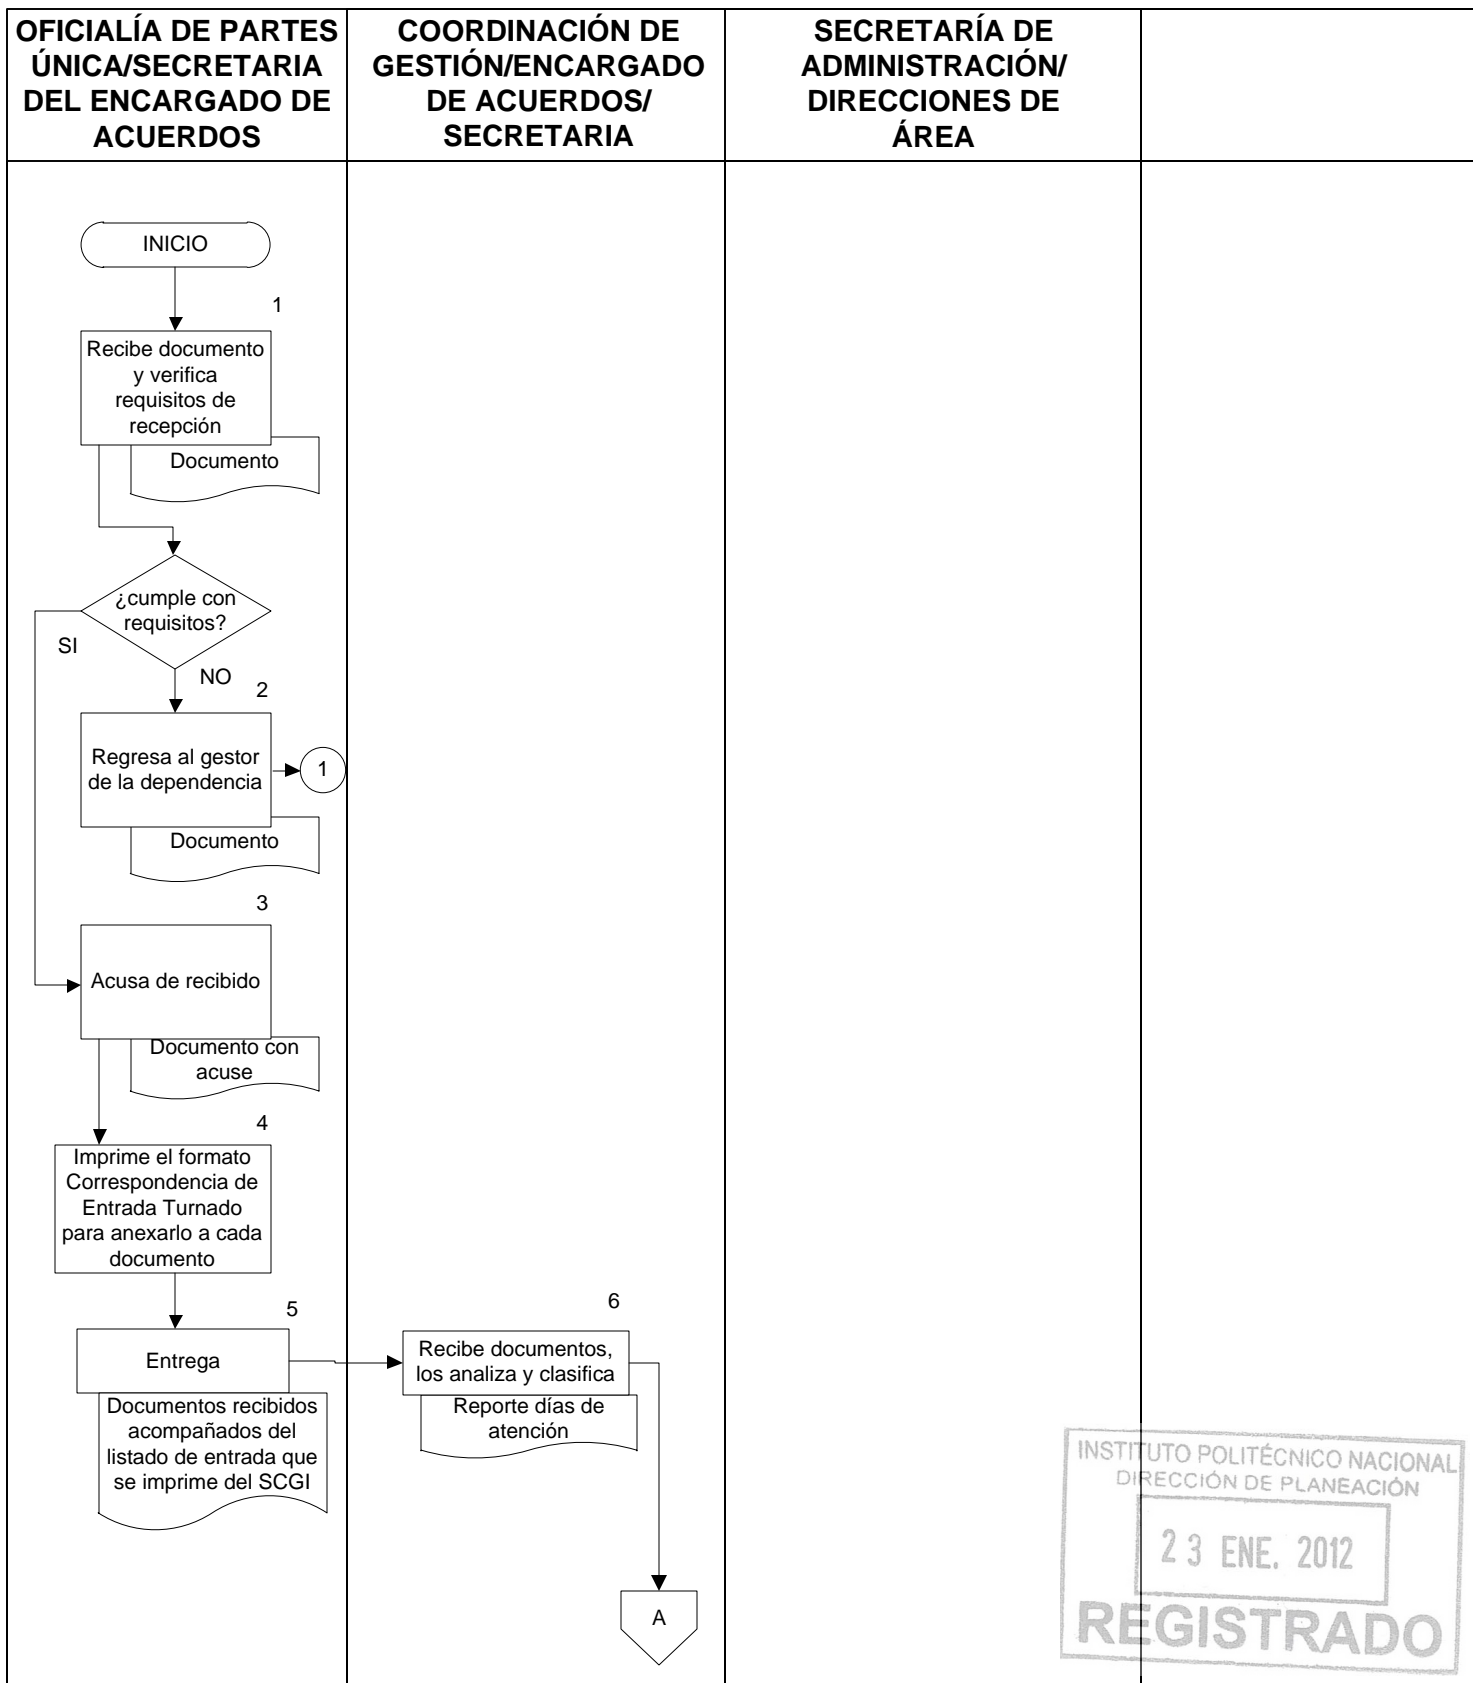 OFICIALÍA DE PARTES
ÚNICA/SECRETARIA
DEL ENCARGADO DE
ACUERDOS
COORDINACIÓN DE
GESTIÓN/ENCARGADO
DE ACUERDOS/
SECRETARIA
SECRETARÍA DE
ADMINISTRACIÓN/
DIRECCIONES DE
ÁREA
INICIO
1
Recibe documento
y verifica
requisitos de
recepción
Documento
¿cumple con
requisitos?
SI
NO
2
Regresa al gestor
de la dependencia
1
Documento
3
Acusa de recibido
Documento con
acuse
4
Imprime el formato
Correspondencia de
Entrada Turnado
para anexarlo a cada
documento
5
Entrega
Documentos recibidos
acompañados del
listado de entrada que
se imprime del SCGI
6
Recibe documentos,
los analiza y clasifica
Reporte días de
atención
A
INSTITUTO POLITÉCNICO NACIONAL
DIRECCIÓN DE PLANEACIÓN
23 ENE. 2012
REGISTRADO